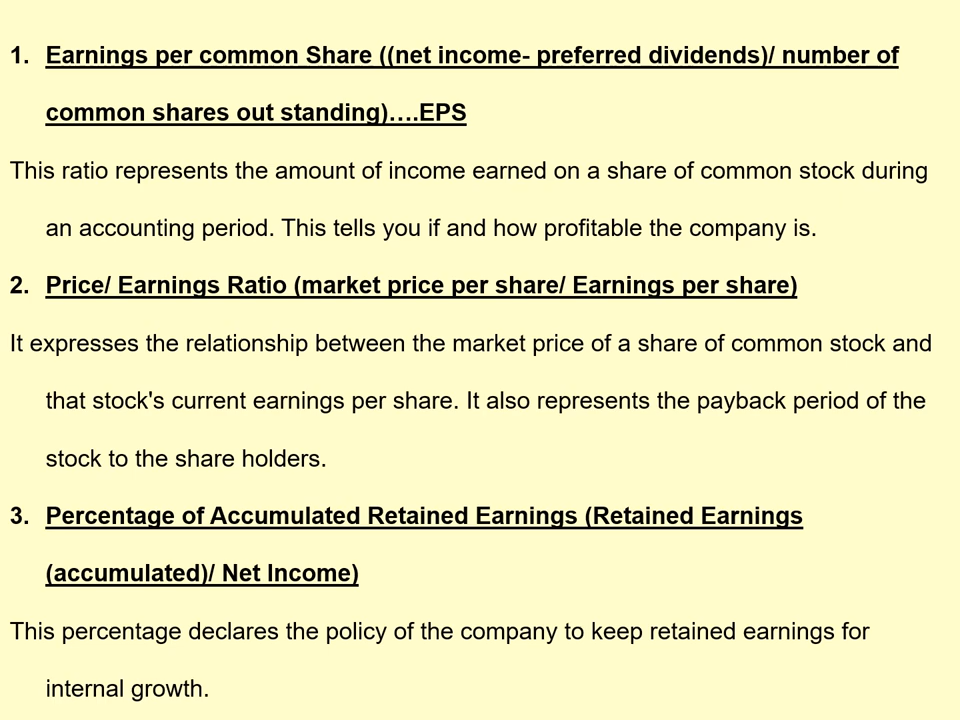 1. Earnings per common Share ((net income- preferred dividends)/ number of
common shares out standing)….EPS
This ratio represents the amount of income earned on a share of common stock during
an accounting period. This tells you if and how profitable the company is.
2. Price/ Earnings Ratio (market price per share/ Earnings per share)
It expresses the relationship between the market price of a share of common stock and
that stock's current earnings per share. It also represents the payback period of the
stock to the share holders.
3. Percentage of Accumulated Retained Earnings (Retained Earnings
(accumulated)/ Net Income)
This percentage declares the policy of the company to keep retained earnings for
internal growth.